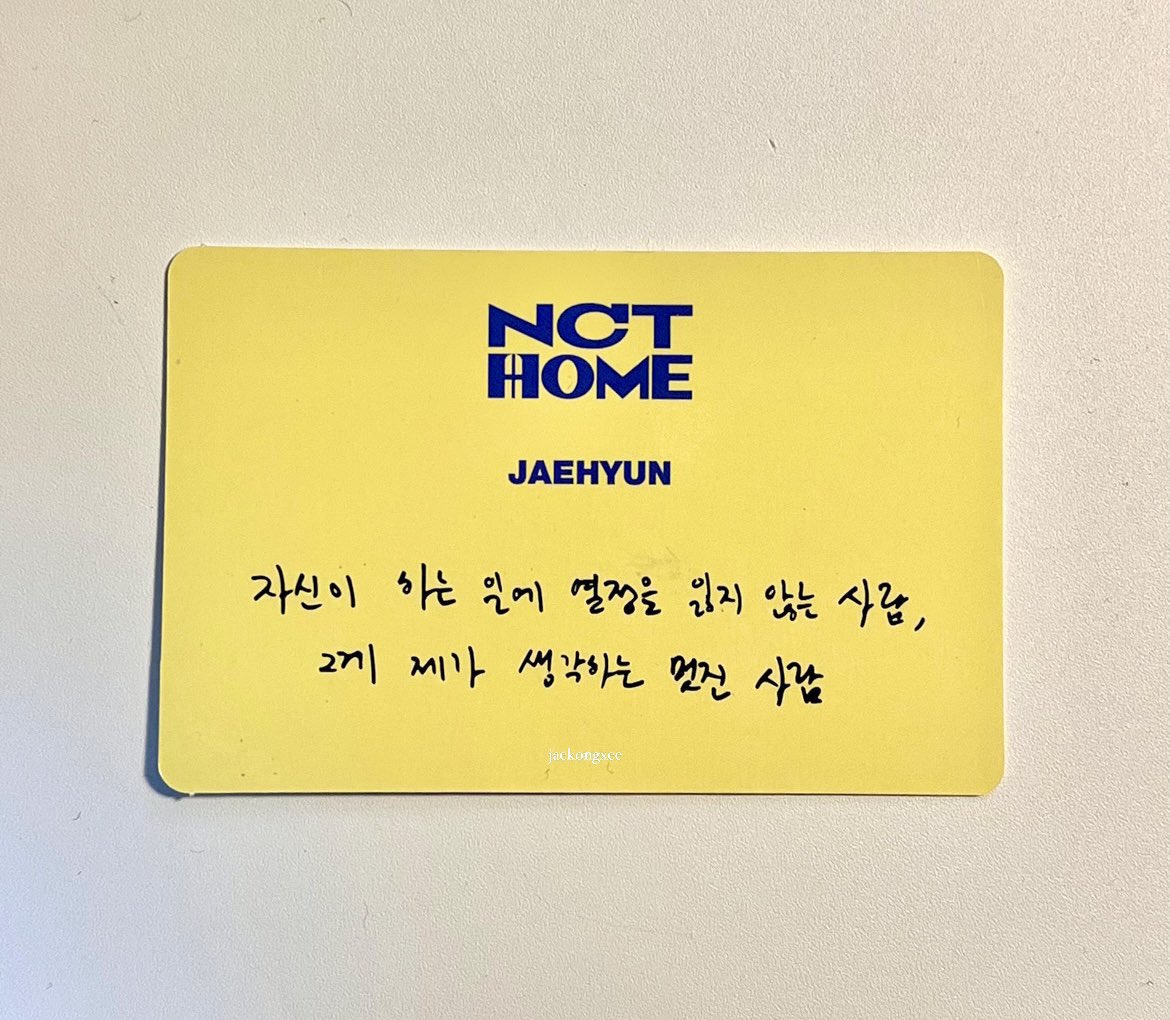 NCT
HOME
JAEHYUN
자신이 하는 일에 열정을 잃지 않는 사람,
그게 제가 생각하는 멋진 사람
jackongxcc